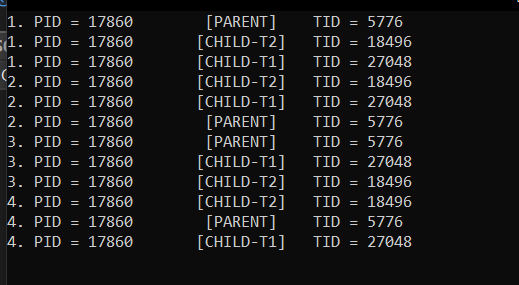 1. PID = 17860 [PARENT] TID = 5776
1. PID = 17860 [CHILD-T2] TID = 18496
1. PID = 17860 [CHILD-T1] TID = 27048
2. PID = 17860 [CHILD-T2] TID = 18496
2. PID = 17860 [CHILD-T1] TID = 27048
2. PID = 17860 [PARENT] TID = 5776
3. PID = 17860 [PARENT] TID = 5776
3. PID = 17860 [CHILD-T1] TID = 27048
3. PID = 17860 [CHILD-T2] TID = 18496
4. PID = 17860 [CHILD-T2] TID = 18496
4. PID = 17860 [PARENT] TID = 5776
4. PID = 17860 [CHILD-T1] TID = 27048